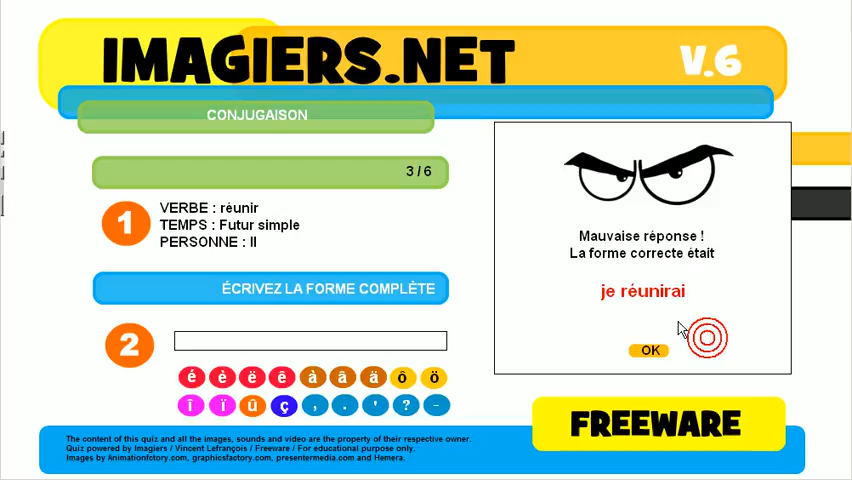 IMAGIERS.NET
V.6
CONJUGAISON
3 / 6
1
VERBE : réunir
TEMPS : Futur simple
PERSONNE : II
ÉCRIVEZ LA FORME COMPLÈTE
2
é è ë ê à â ä ô ö
î ï û ç , . ' ? -
Mauvaise réponse !
La forme correcte était
je réunirai
OK
FREEWARE
The content of this quiz and all the images, sounds and video are the property of their respective owner.
Quiz powered by Imagiers / Vincent Lefrançois / Freeware / For educational purpose only.
Images by Animationfctory.com, graphicsfactory.com, presentermedia.com and Hemera.